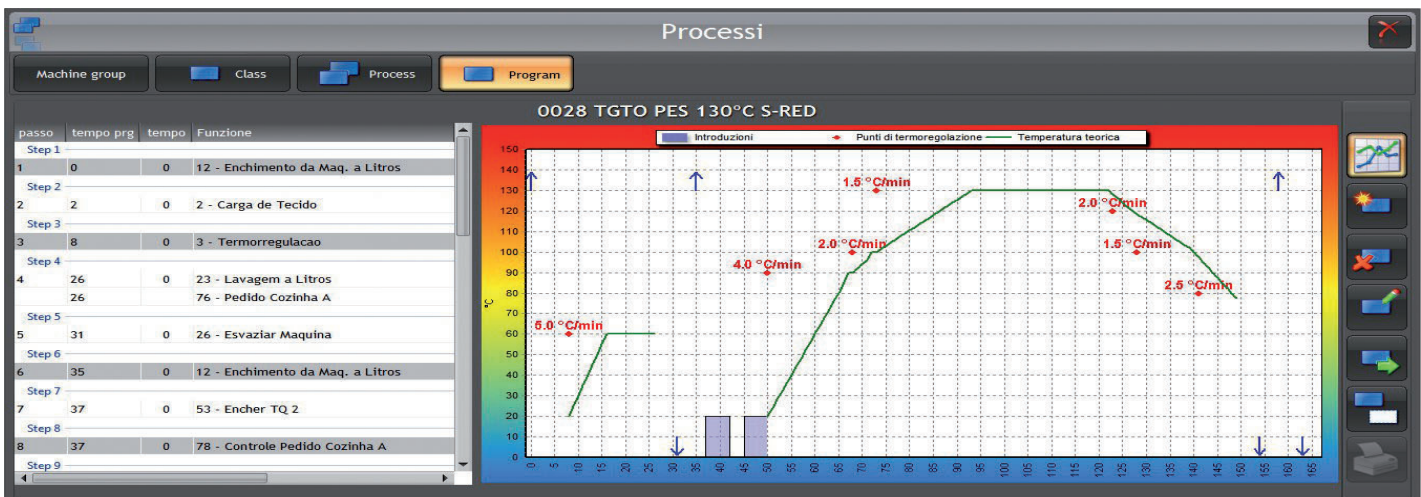 Processi
Machine group Class Process Program
0028 TGTO PES 130°C S-RED
passo tempo prg tempo Funzione
Step 1
1 0 0 12 - Enchimento da Maq. a Litros
Step 2
2 2 0 2 - Carga de Tecido
Step 3
3 8 0 3 - Termorregulacao
Step 4
4 26 0 23 - Lavagem a Litros
26 76 - Pedido Cozinha A
Step 5
5 31 0 26 - Esvaziar Maquina
Step 6
6 35 0 12 - Enchimento da Maq. a Litros
Step 7
7 37 0 53 - Encher TQ 2
Step 8
8 37 0 78 - Controle Pedido Cozinha A
Step 9
Introduzioni Punti di termoregolazione Temperatura teorica
°C
150
140
130
120
110
100
90
80
70
60
50
40
30
20
10
0
5.0 °C/min
4.0 °C/min
2.0 °C/min
1.5 °C/min
2.0 °C/min
1.5 °C/min
2.5 °C/min
0 5 10 15 20 25 30 35 40 45 50 55 60 65 70 75 80 85 90 95 100 105 110 115 120 125 130 135 140 145 150 155 160 165